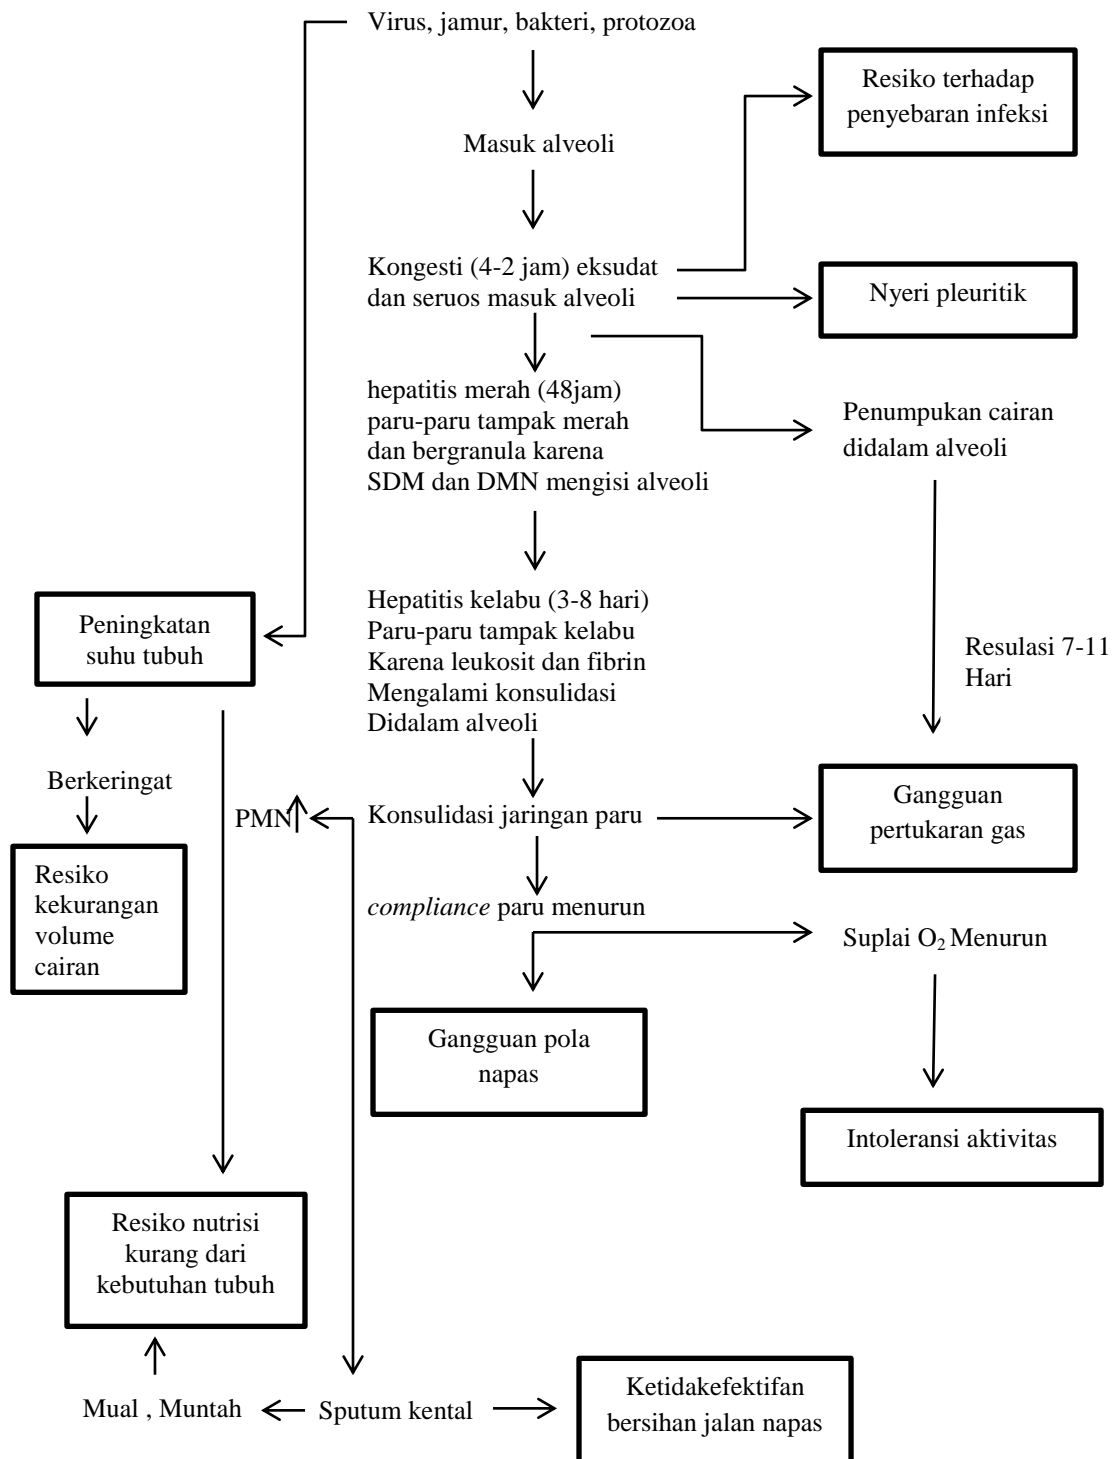 Virus, jamur, bakteri, protozoa
Resiko terhadap
penyebaran infeksi
Masuk alveoli
Kongesti (4-2 jam) eksudat
dan seruos masuk alveoli
Nyeri pleuritik
hepatitis merah (48jam)
paru-paru tampak merah
dan bergranula karena
SDM dan DMN mengisi alveoli
Penumpukan cairan
didalam alveoli
Hepatitis kelabu (3-8 hari)
Paru-paru tampak kelabu
Karena leukosit dan fibrin
Mengalami konsulidasi
Didalam alveoli
Peningkatan
suhu tubuh
Resulasi 7-11
Hari
Berkeringat
PMN
Konsulidasi jaringan paru
Gangguan
pertukaran gas
Resiko
kekurangan
volume
cairan
compliance paru menurun
Suplai O₂ Menurun
Gangguan pola
napas
Intoleransi aktivitas
Resiko nutrisi
kurang dari
kebutuhan tubuh
Mual , Muntah
Sputum kental
Ketidakefektifan
bersihan jalan napas